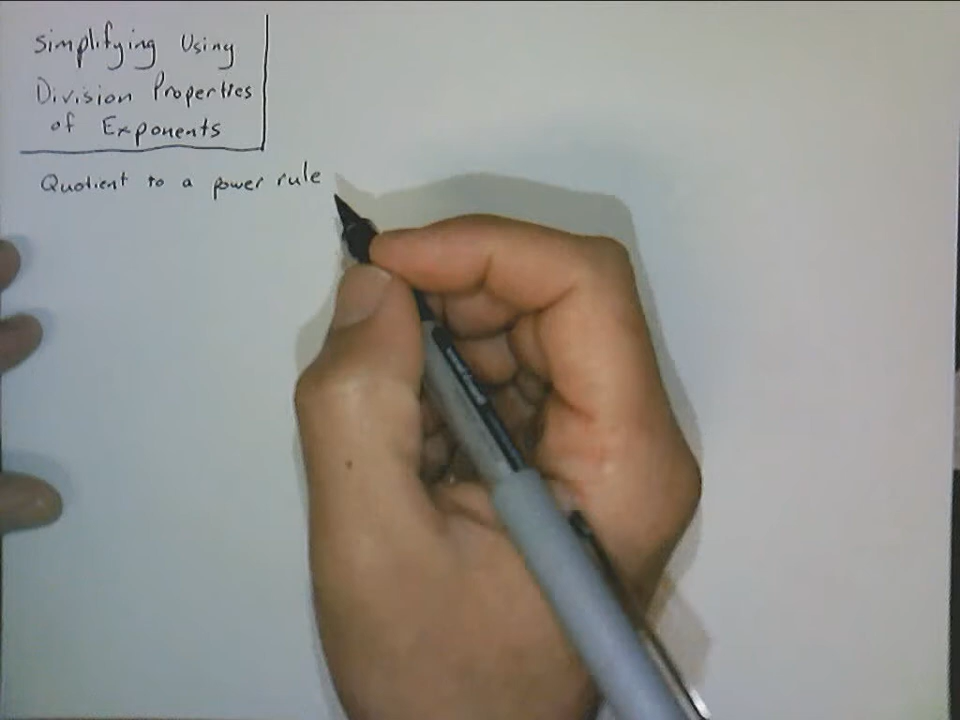 Simplifying Using
Division Properties
of Exponents
Quotient to a power rule